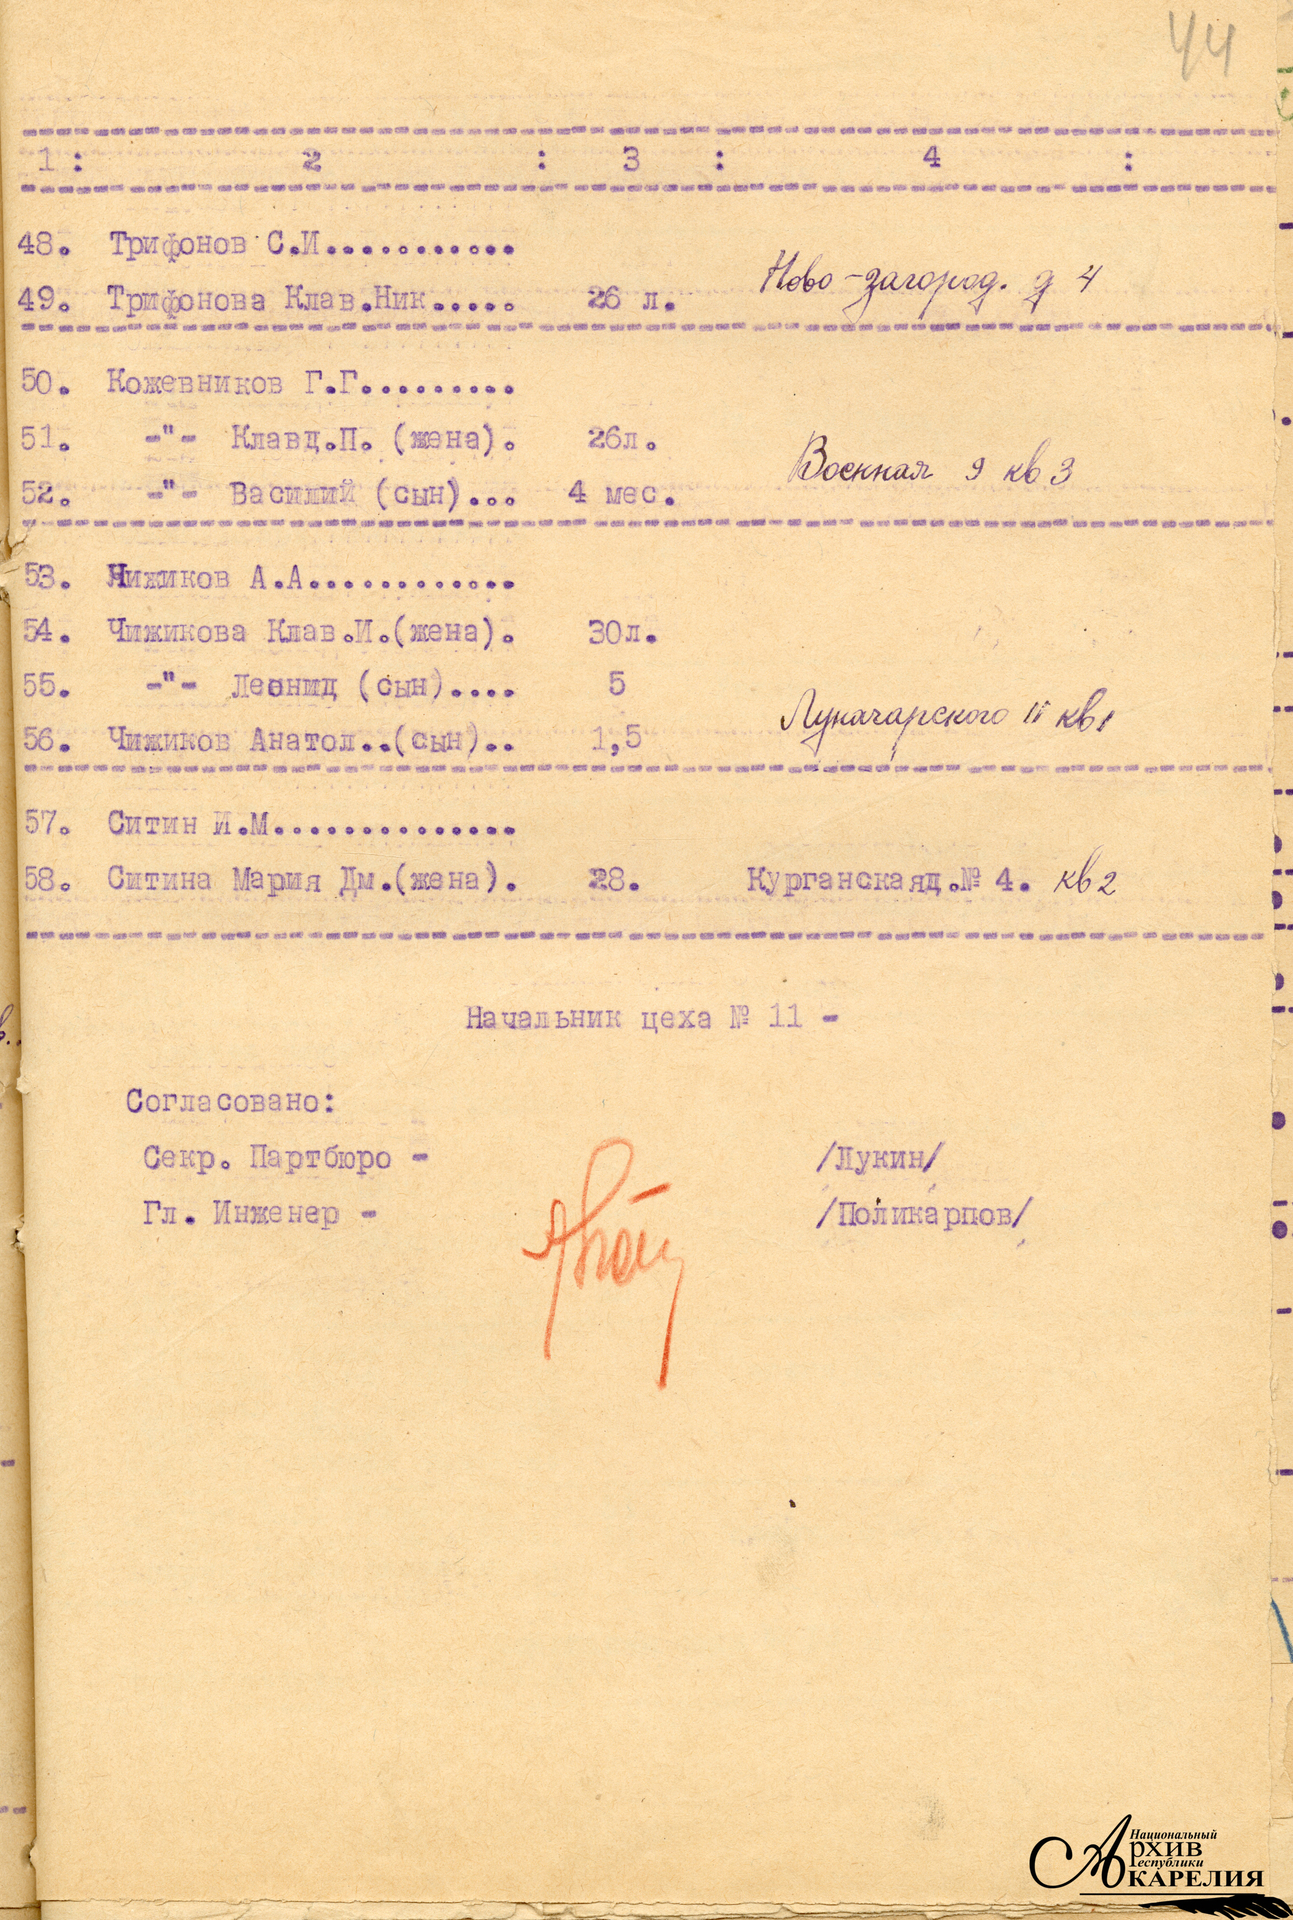 44
1 : 2 : 3 : 4 :
48. Трифонов С.И...........
49. Трифонова Клав.Ник..... 26 л. Ново-загород. д 4
50. Кожевников Г.Г.........
51. -"- Клавд.П. (жена). 26л.
52. -"- Василий (сын)... 4 мес. Военная 9 кв 3
53. Чижиков А.А............
54. Чижикова Клав.И.(жена). 30л.
55. -"- Леонид (сын).... 5
56. Чижиков Анатол..(сын).. 1,5 Луначарского 11 кв 1
57. Ситин И.М..............
58. Ситина Мария Дм.(жена). 28. Курганскаяд.№ 4. кв 2
Начальник цеха № 11 -
Согласовано:
Секр. Партбюро - /Лукин/
Гл. Инженер - /Поликарпов/
Национальный
Архив
Республики
Карелия